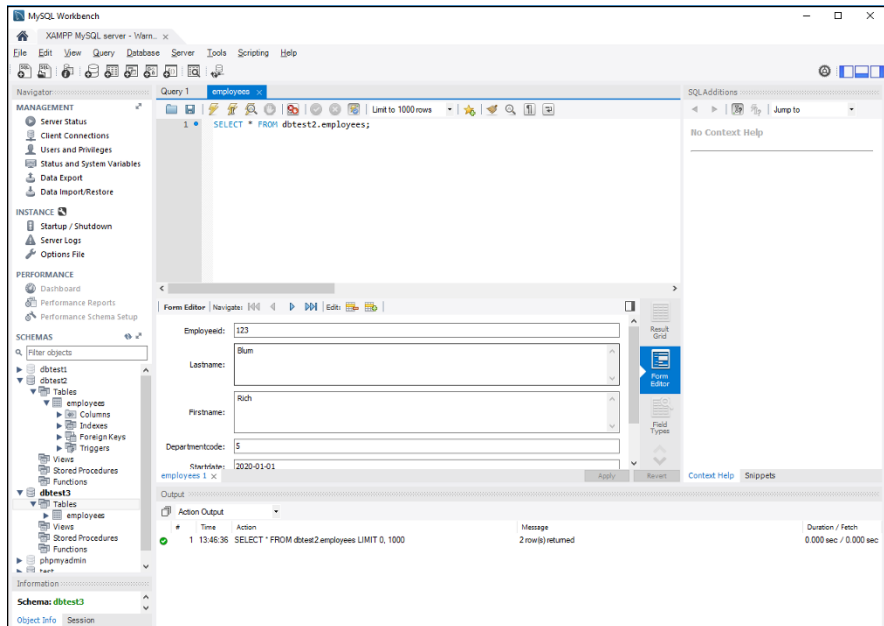 MySQL Workbench
XAMPP MySQL server - Warn...
File Edit View Query Database Server Tools Scripting Help
Navigator
MANAGEMENT
Server Status
Client Connections
Users and Privileges
Status and System Variables
Data Export
Data Import/Restore
INSTANCE
Startup / Shutdown
Server Logs
Options File
PERFORMANCE
Dashboard
Performance Reports
Performance Schema Setup
SCHEMAS
Filter objects
dbtest1
dbtest2
Tables
employees
Columns
Indexes
Foreign Keys
Triggers
Views
Stored Procedures
Functions
dbtest3
Tables
employees
Views
Stored Procedures
Functions
phpmyadmin
test
Information
Schema: dbtest3
Object Info Session
Query 1 employees
Limit to 1000 rows
1 SELECT * FROM dbtest2.employees;
Form Editor Navigate: Edit:
Employeeid: 123
Lastname: Blum
Firstname: Rich
Departmentcode: 5
Startdate: 2020-01-01
Result Grid
Form Editor
Field Types
employees 1 Apply Revert
SQLAdditions
Jump to
No Context Help
Context Help Snippets
Output
Action Output
# Time Action Message Duration / Fetch
1 13:46:36 SELECT * FROM dbtest2.employees LIMIT 0, 1000 2 row(s) returned 0.000 sec / 0.000 sec